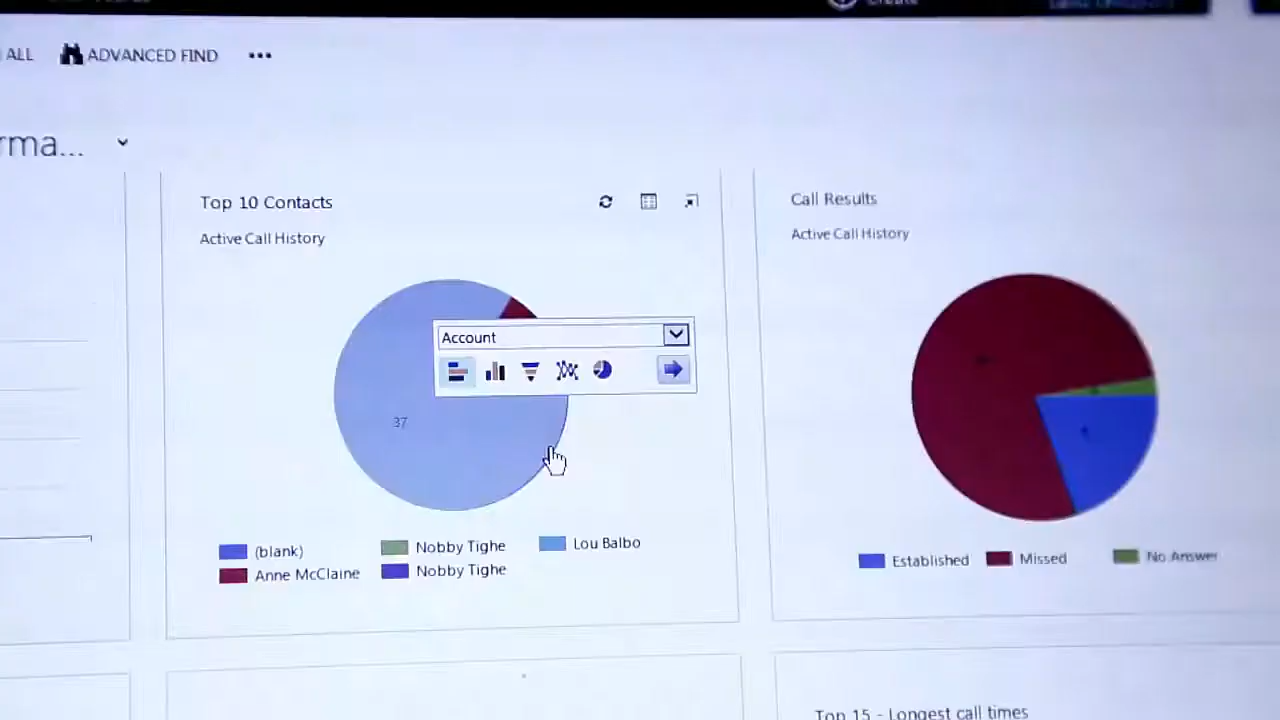 Create
ALL
ADVANCED FIND
•••
rma...
Top 10 Contacts
Active Call History
Account
37
(blank)
Nobby Tighe
Lou Balbo
Anne McClaine
Nobby Tighe
Call Results
Active Call History
Established
Missed
No Answer
Top 15 - Longest call times